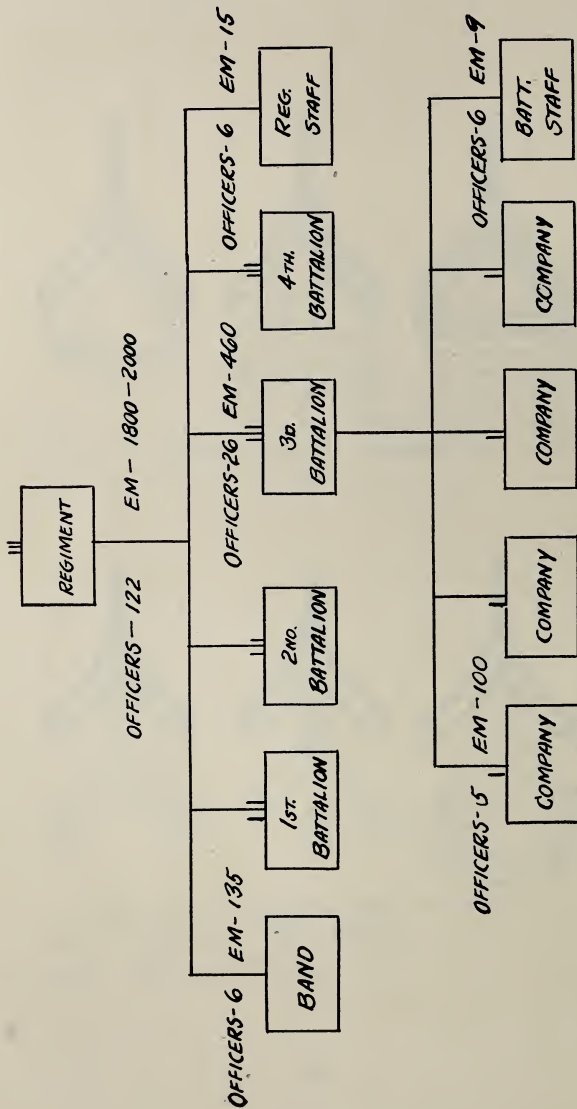 REGIMENT
OFFICERS-122 EM-1800-2000
OFFICERS-6 EM-135
OFFICERS-26 EM-460
OFFICERS-6 EM-15
BAND
1ST.
BATTALION
2ND.
BATTALION
3D.
BATTALION
4TH.
BATTALION
REG.
STAFF
OFFICERS-5 EM-100
OFFICERS-6 EM-9
COMPANY
COMPANY
COMPANY
COMPANY
BATT.
STAFF